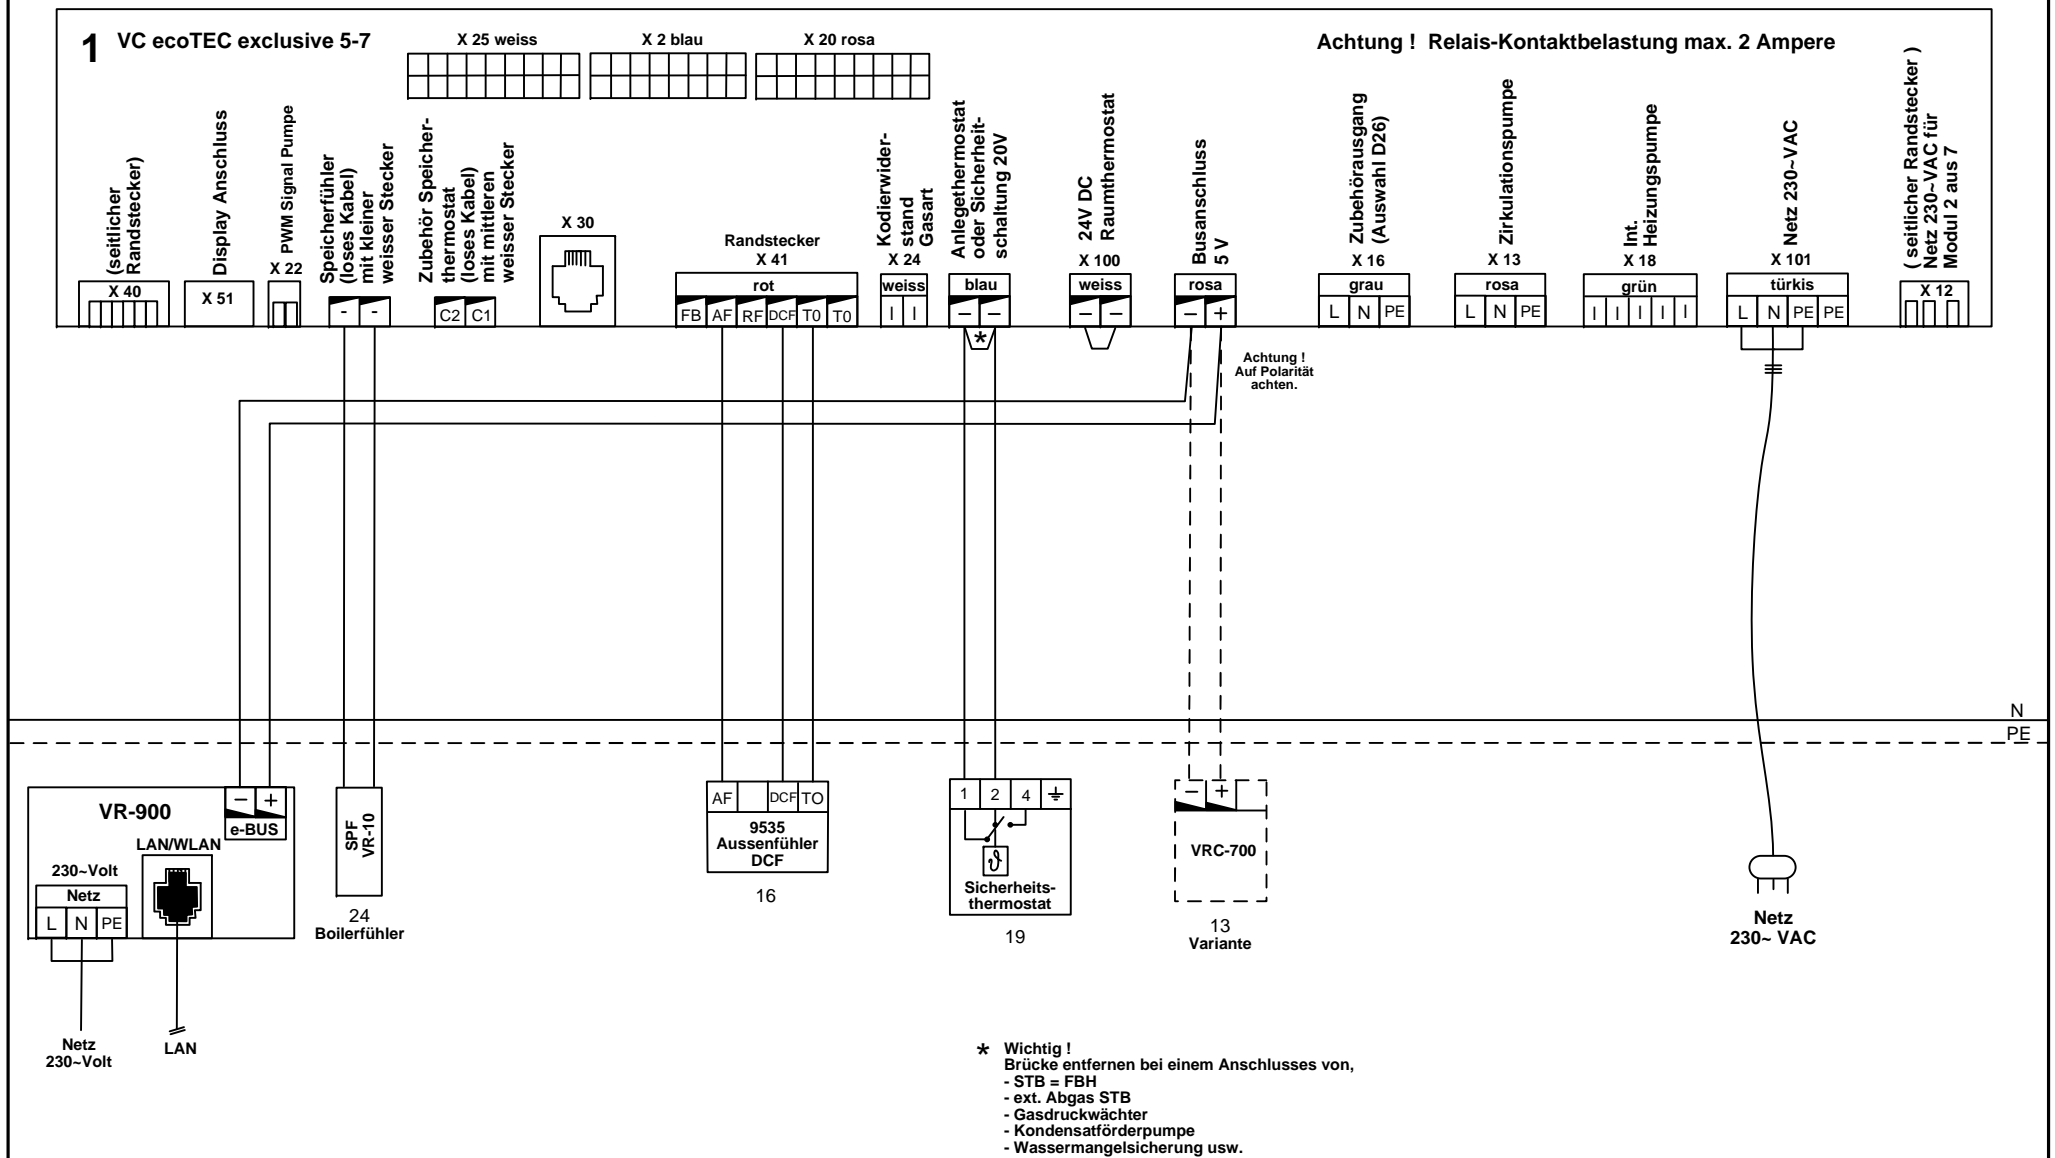 1 VC ecoTEC exclusive 5-7
X 25 weiss
X 2 blau
X 20 rosa
Achtung ! Relais-Kontaktbelastung max. 2 Ampere
(seitlicher
Randstecker)
X 40
Display Anschluss
X 51
PWM Signal Pumpe
X 22
Speicherfühler
(loses Kabel)
mit kleiner
weisser Stecker
- -
Zubehör Speicher-
thermostat
(loses Kabel)
mit mittleren
weisser Stecker
C2 C1
X 30
Randstecker
X 41
rot
FB AF RF DCF T0 T0
Kodierwider-
stand
Gasart
X 24
weiss
I I
Anlegethermostat
oder Sicherheit-
schaltung 20V
blau
– –
*
24V DC
Raumthermostat
X 100
weiss
– –
Busanschluss
5 V
rosa
– +
Achtung !
Auf Polarität
achten.
Zubehörausgang
(Auswahl D26)
X 16
grau
L N PE
Zirkulationspumpe
X 13
rosa
L N PE
Int.
Heizungspumpe
X 18
grün
I I I I I
Netz 230~VAC
X 101
türkis
L N PE PE
( seitlicher Randstecker )
Netz 230~VAC für
Modul 2 aus 7
X 12
N
PE
VR-900
– +
e-BUS
LAN/WLAN
230~Volt
Netz
L N PE
Netz
230~Volt
LAN
SPF
VR-10
24
Boilerfühler
AF DCF TO
9535
Aussenfühler
DCF
16
1 2 4
ϑ
Sicherheits-
thermostat
19
– +
VRC-700
13
Variante
Netz
230~ VAC
* Wichtig !
Brücke entfernen bei einem Anschlusses von,
- STB = FBH
- ext. Abgas STB
- Gasdruckwächter
- Kondensatförderpumpe
- Wassermangelsicherung usw.